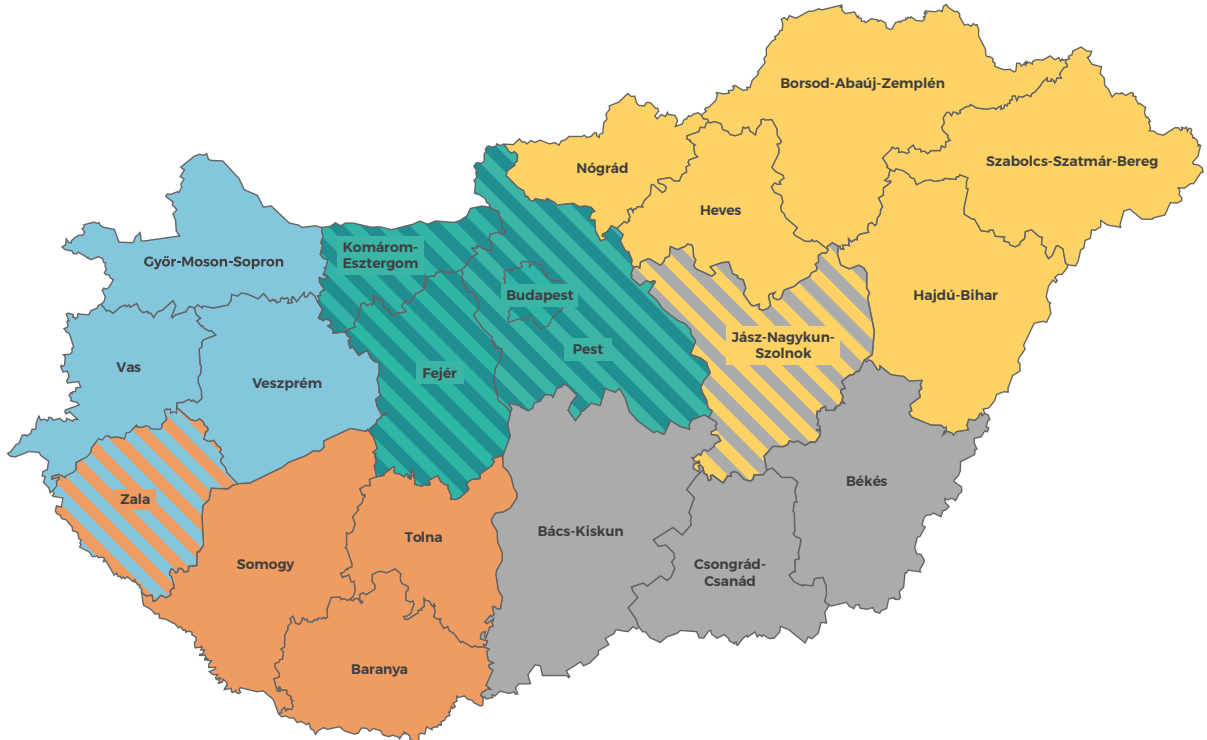 Borsod-Abaúj-Zemplén
Szabolcs-Szatmár-Bereg
Nógrád
Heves
Komárom-
Esztergom
Győr-Moson-Sopron
Budapest
Hajdú-Bihar
Jász-Nagykun-
Szolnok
Pest
Vas
Fejér
Veszprém
Békés
Zala
Bács-Kiskun
Tolna
Somogy
Csongrád-
Csanád
Baranya